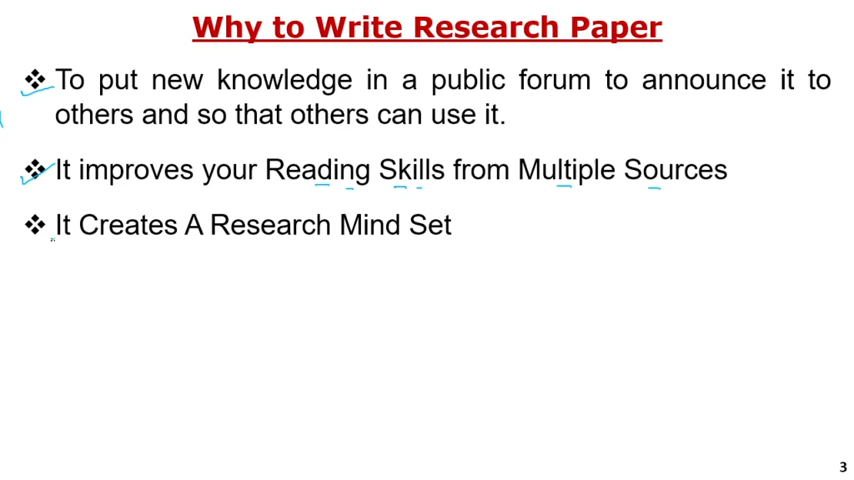 Why to Write Research Paper
❖ To put new knowledge in a public forum to announce it to
others and so that others can use it.
❖ It improves your Reading Skills from Multiple Sources
❖ It Creates A Research Mind Set
3